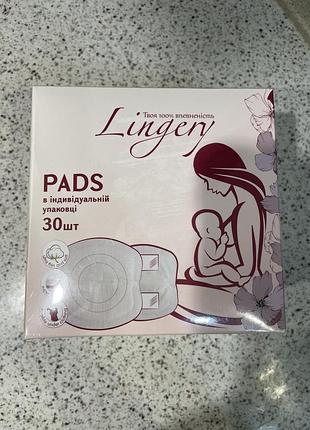 Твоя 100% впевненість
Lingery
PADS
в індивідуальній
упаковці
30шт